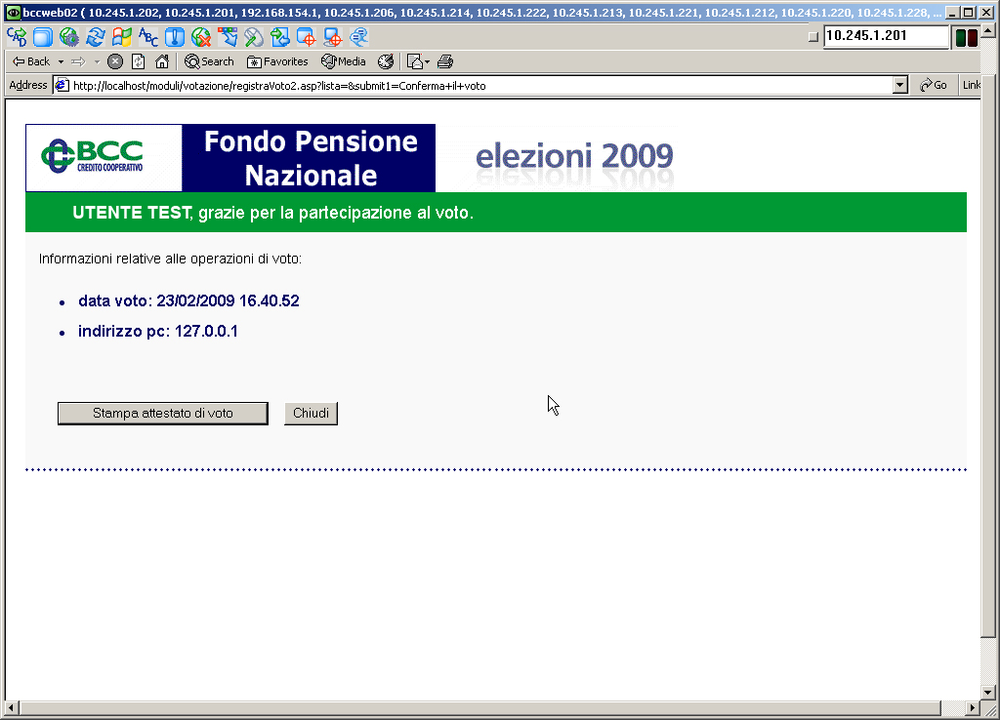 bccweb02 ( 10.245.1.202, 10.245.1.201, 192.168.154.1, 10.245.1.206, 10.245.1.214, 10.245.1.222, 10.245.1.213, 10.245.1.221, 10.245.1.212, 10.245.1.220, 10.245.1.228, ...
10.245.1.201
Back Search Favorites Media
Address http://localhost/moduli/votazione/registraVoto2.asp?lista=&submit1=Conferma+il+voto Go Link
BCC
CREDITO COOPERATIVO
Fondo Pensione
Nazionale
elezioni 2009
UTENTE TEST, grazie per la partecipazione al voto.
Informazioni relative alle operazioni di voto:
• data voto: 23/02/2009 16.40.52
• indirizzo pc: 127.0.0.1
Stampa attestato di voto Chiudi